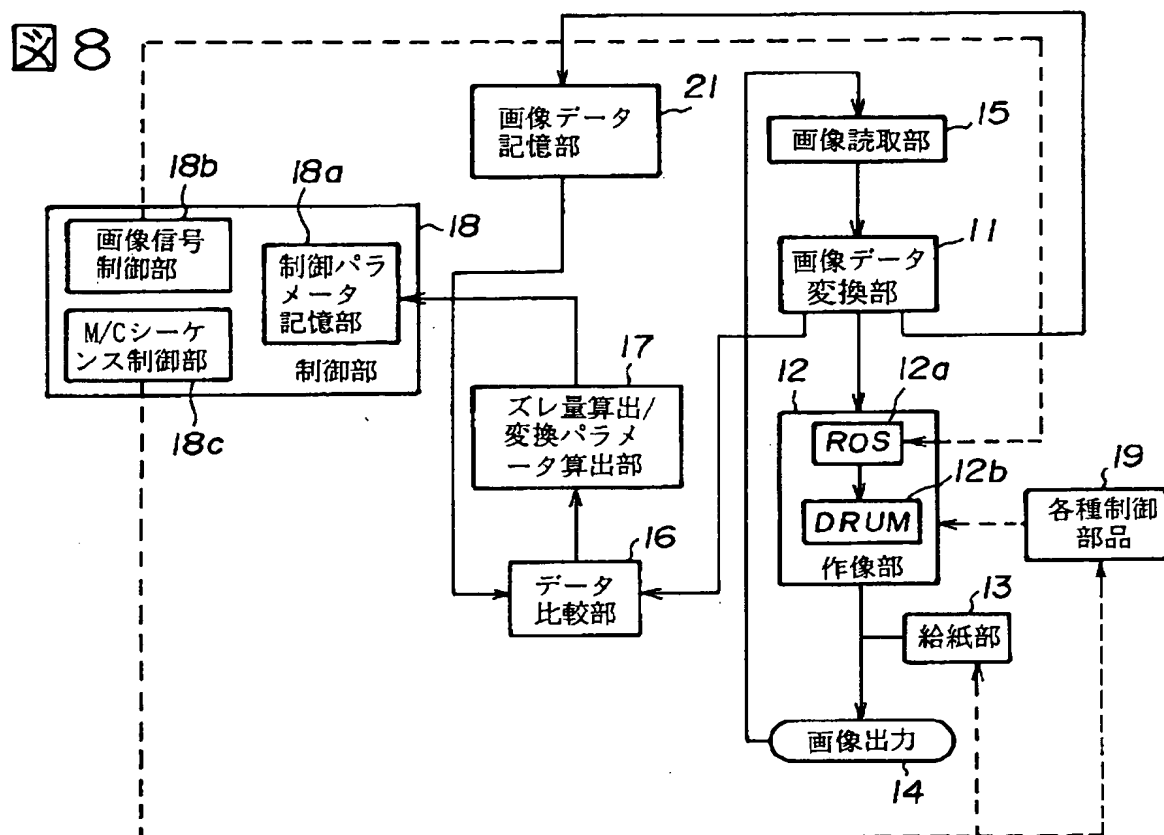 図8
21
画像データ
記憶部
15
画像読取部
18b
18a
18
画像信号
制御部
制御パラ
メータ
記憶部
M/Cシーケ
ンス制御部
制御部
18c
11
画像データ
変換部
17
ズレ量算出/
変換パラメ
ータ算出部
12
12a
ROS
12b
DRUM
作像部
19
各種制御
部品
16
データ
比較部
13
給紙部
画像出力
14